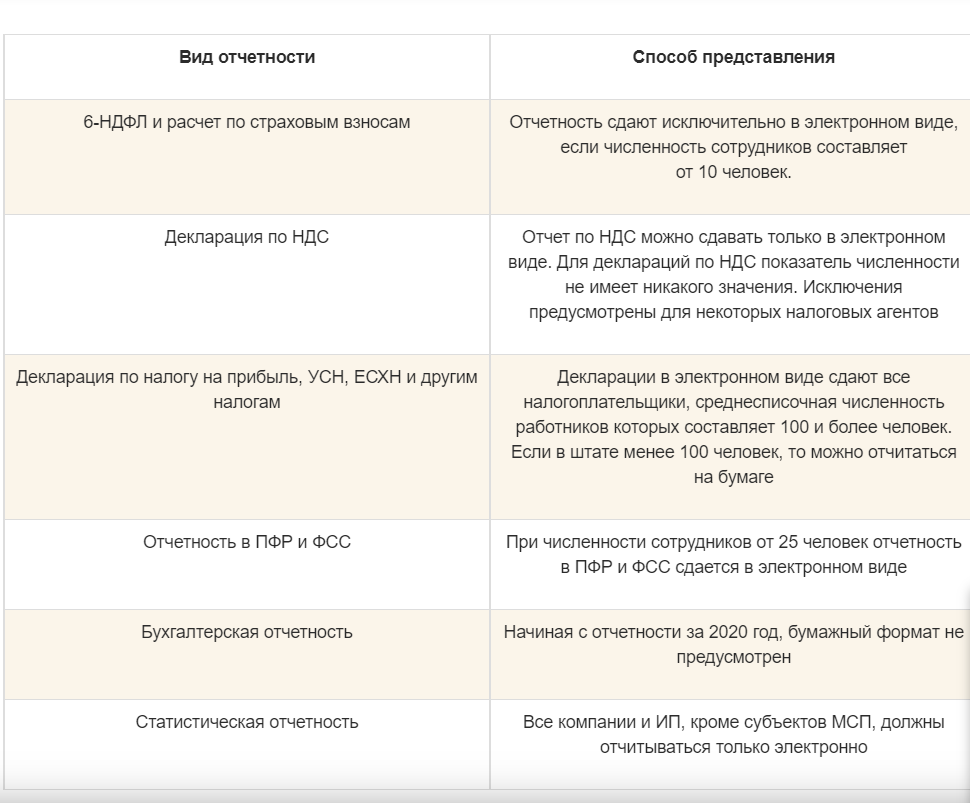 Вид отчетности
Способ представления
6-НДФЛ и расчет по страховым взносам
Отчетность сдают исключительно в электронном виде,
если численность сотрудников составляет
от 10 человек.
Декларация по НДС
Отчет по НДС можно сдавать только в электронном
виде. Для деклараций по НДС показатель численности
не имеет никакого значения. Исключения
предусмотрены для некоторых налоговых агентов
Декларация по налогу на прибыль, УСН, ЕСХН и другим
налогам
Декларации в электронном виде сдают все
налогоплательщики, среднесписочная численность
работников которых составляет 100 и более человек.
Если в штате менее 100 человек, то можно отчитаться
на бумаге
Отчетность в ПФР и ФСС
При численности сотрудников от 25 человек отчетность
в ПФР и ФСС сдается в электронном виде
Бухгалтерская отчетность
Начиная с отчетности за 2020 год, бумажный формат не
предусмотрен
Статистическая отчетность
Все компании и ИП, кроме субъектов МСП, должны
отчитываться только электронно